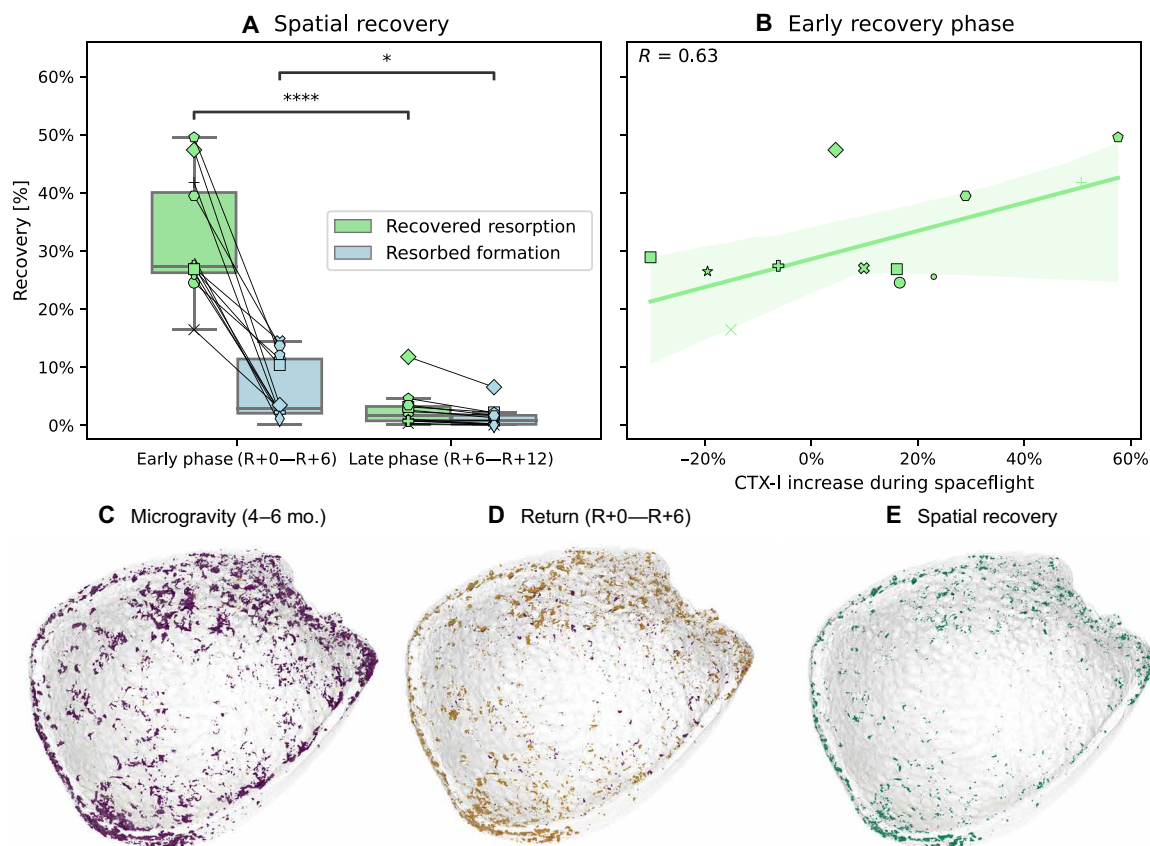 A Spatial recovery
B Early recovery phase
Recovery [%]
60%
50%
40%
30%
20%
10%
0%
*
****
Recovered resorption
Resorbed formation
Early phase (R+0—R+6)
Late phase (R+6—R+12)
R = 0.63
−20%
0%
20%
40%
60%
CTX-I increase during spaceflight
C Microgravity (4–6 mo.)
D Return (R+0—R+6)
E Spatial recovery